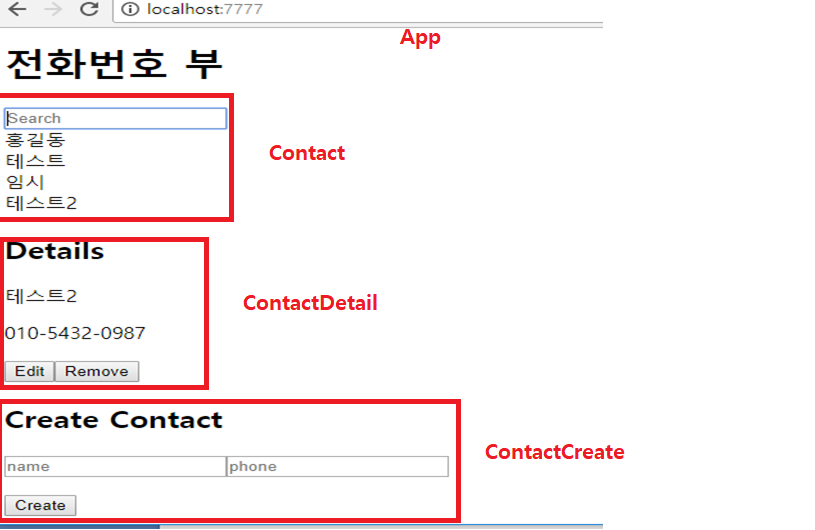 localhost:7777
App
전화번호 부
Search
홍길동
테스트
임시
테스트2
Contact
Details
테스트2
010-5432-0987
Edit Remove
ContactDetail
Create Contact
name phone
Create
ContactCreate